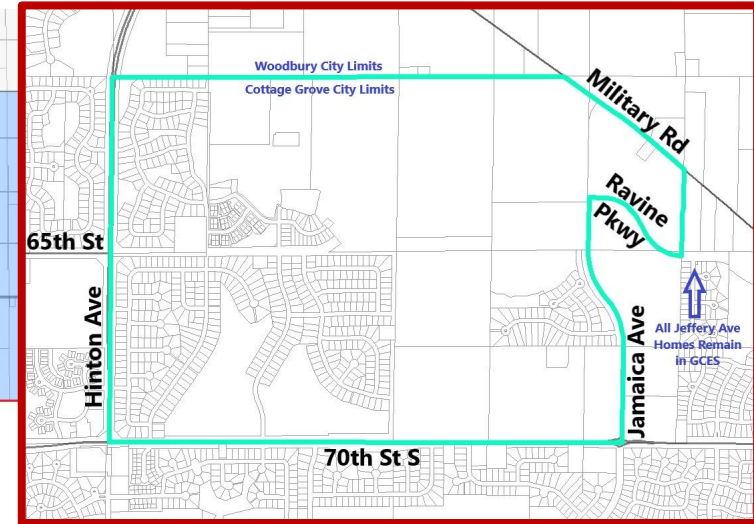 Woodbury City Limits
Cottage Grove City Limits
Military Rd
Ravine
Pkwy
65th St
Hinton Ave
All Jeffery Ave
Homes Remain
in GCES
Jamaica Ave
70th St S